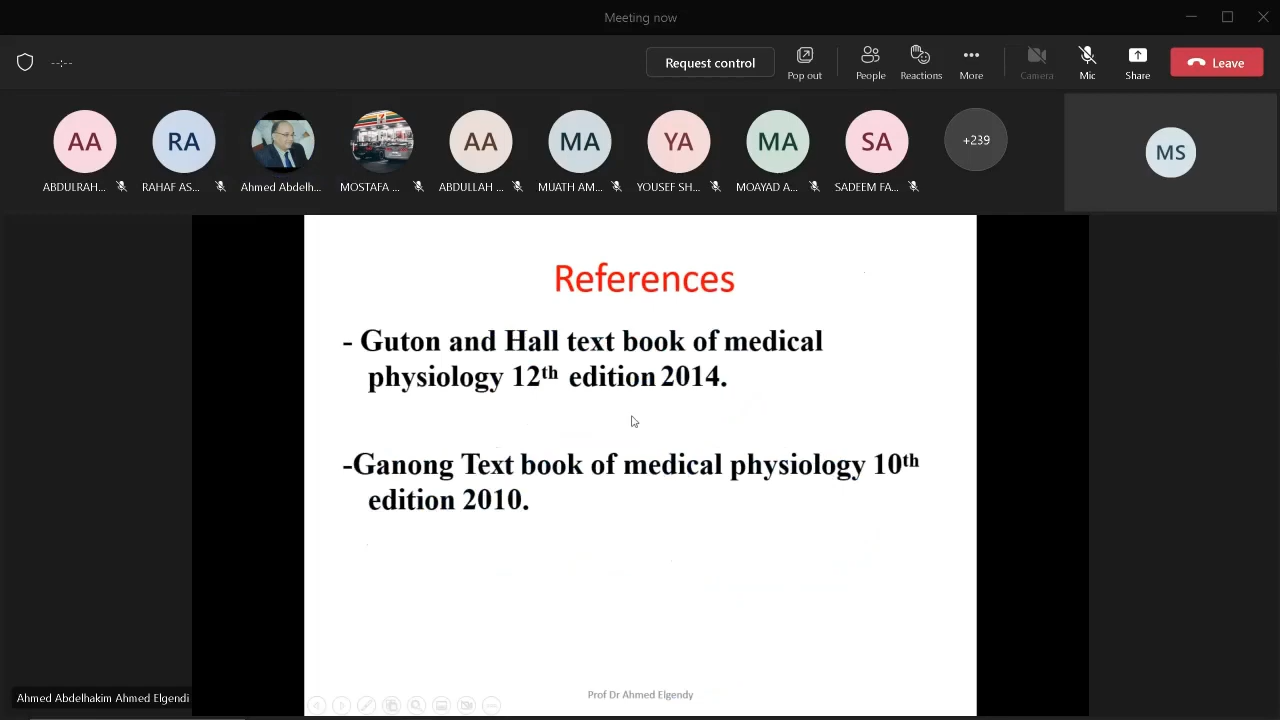 Meeting now
--:--
Request control
Pop out
People
Reactions
More
Camera
Mic
Share
Leave
AA
RA
AA
MA
YA
MA
SA
+239
MS
ABDULRAH...
RAHAF AS...
Ahmed Abdelh...
MOSTAFA ...
ABDULLAH ...
MUATH AM...
YOUSEF SH...
MOAYAD A...
SADEEM FA...
References
- Guton and Hall text book of medical
physiology 12th edition 2014.
-Ganong Text book of medical physiology 10th
edition 2010.
Prof Dr Ahmed Elgendy
Ahmed Abdelhakim Ahmed Elgendi